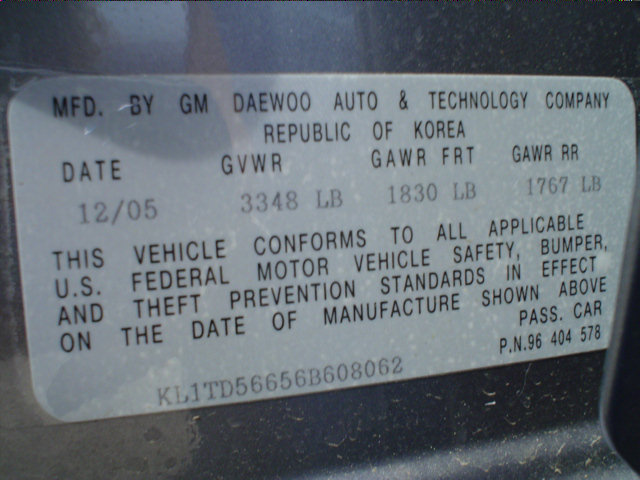 MFD. BY GM DAEWOO AUTO & TECHNOLOGY COMPANY
REPUBLIC OF KOREA
DATE GVWR GAWR FRT GAWR RR
12/05 3348 LB 1830 LB 1767 LB
THIS VEHICLE CONFORMS TO ALL APPLICABLE
U.S. FEDERAL MOTOR VEHICLE SAFETY, BUMPER,
AND THEFT PREVENTION STANDARDS IN EFFECT
ON THE DATE OF MANUFACTURE SHOWN ABOVE
PASS. CAR
P.N.96 404 578
KL1TD56656B608062